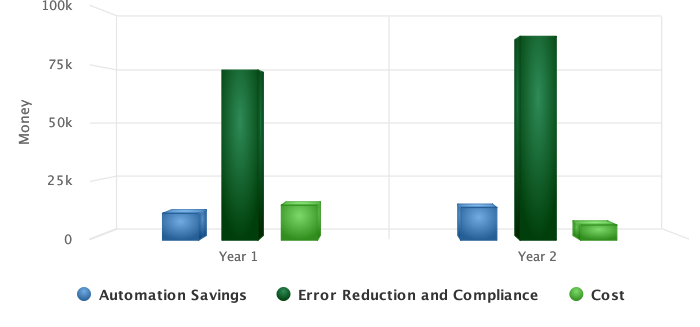 100k
75k
50k
25k
0
Money
Year 1
Year 2
Automation Savings
Error Reduction and Compliance
Cost